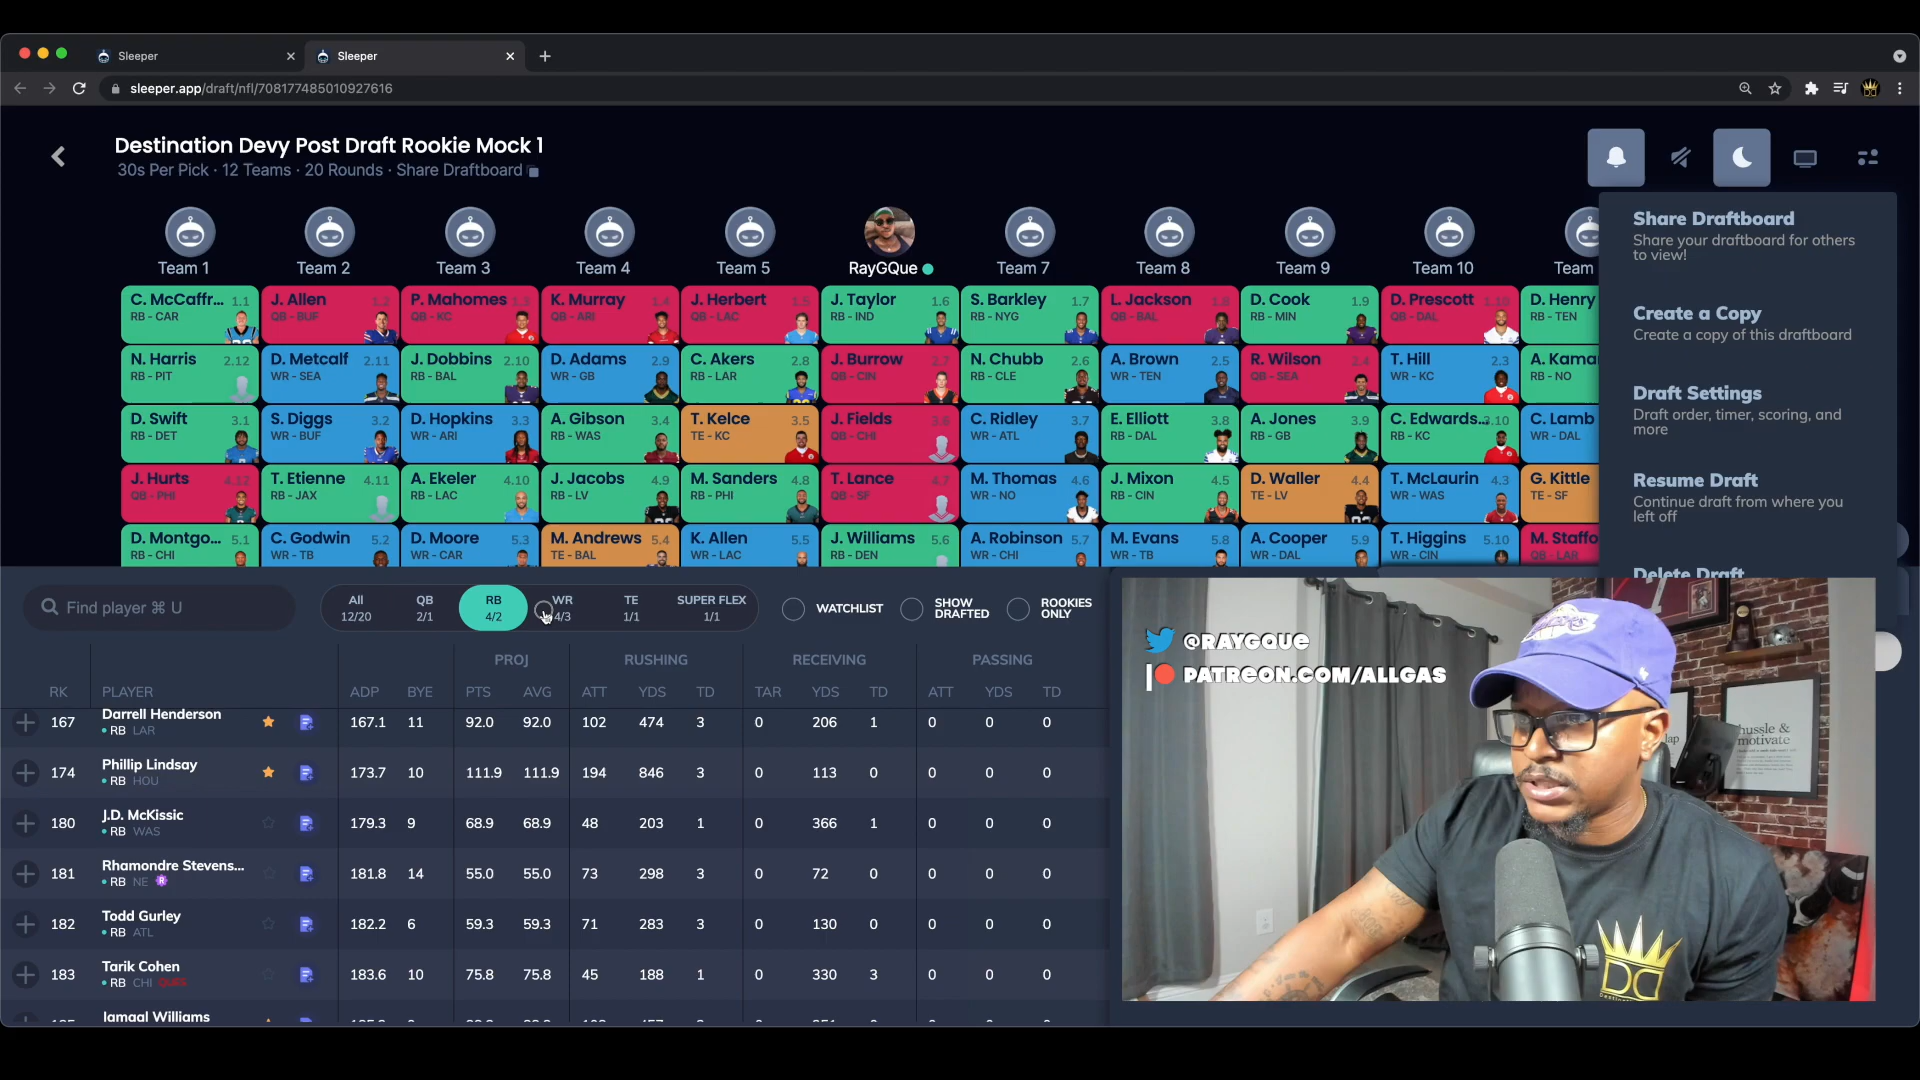 Sleeper
Sleeper
sleeper.app/draft/nfl/708177485010927616
Destination Devy Post Draft Rookie Mock 1
30s Per Pick · 12 Teams · 20 Rounds · Share Draftboard
Team 1 Team 2 Team 3 Team 4 Team 5 RayGQue Team 7 Team 8 Team 9 Team 10 Team
C. McCaffr... 1.1 J. Allen 1.2 P. Mahomes 1.3 K. Murray 1.4 J. Herbert 1.5 J. Taylor 1.6 S. Barkley 1.7 L. Jackson 1.8 D. Cook 1.9 D. Prescott 1.10 D. Henry
RB - CAR QB - BUF QB - KC QB - ARI QB - LAC RB - IND RB - NYG QB - BAL RB - MIN QB - DAL RB - TEN
N. Harris 2.12 D. Metcalf 2.11 J. Dobbins 2.10 D. Adams 2.9 C. Akers 2.8 J. Burrow 2.7 N. Chubb 2.6 A. Brown 2.5 R. Wilson 2.4 T. Hill 2.3 A. Kama
RB - PIT WR - SEA RB - BAL WR - GB RB - LAR QB - CIN RB - CLE WR - TEN QB - SEA WR - KC RB - NO
D. Swift 3.1 S. Diggs 3.2 D. Hopkins 3.3 A. Gibson 3.4 T. Kelce 3.5 J. Fields 3.6 C. Ridley 3.7 E. Elliott 3.8 A. Jones 3.9 C. Edwards... 3.10 C. Lamb
RB - DET WR - BUF WR - ARI RB - WAS TE - KC QB - CHI WR - ATL RB - DAL RB - GB RB - KC WR - DAL
J. Hurts 4.12 T. Etienne 4.11 A. Ekeler 4.10 J. Jacobs 4.9 M. Sanders 4.8 T. Lance 4.7 M. Thomas 4.6 J. Mixon 4.5 D. Waller 4.4 T. McLaurin 4.3 G. Kittle
QB - PHI RB - JAX RB - LAC RB - LV RB - PHI QB - SF WR - NO RB - CIN TE - LV WR - WAS TE - SF
D. Montgo... 5.1 C. Godwin 5.2 D. Moore 5.3 M. Andrews 5.4 K. Allen 5.5 J. Williams 5.6 A. Robinson 5.7 M. Evans 5.8 A. Cooper 5.9 T. Higgins 5.10 M. Staffo
RB - CHI WR - TB WR - CAR TE - BAL WR - LAC RB - DEN WR - CHI WR - TB WR - DAL WR - CIN QB - LAR
Share Draftboard
Share your draftboard for others
to view!
Create a Copy
Create a copy of this draftboard
Draft Settings
Draft order, timer, scoring, and
more
Resume Draft
Continue draft from where you
left off
Delete Draft
Find player ⌘ U
All QB RB WR TE SUPER FLEX
12/20 2/1 4/2 4/3 1/1 1/1
WATCHLIST
SHOW
DRAFTED
ROOKIES
ONLY
PROJ RUSHING RECEIVING PASSING
RK PLAYER ADP BYE PTS AVG ATT YDS TD TAR YDS TD ATT YDS TD
167 Darrell Henderson 167.1 11 92.0 92.0 102 474 3 0 206 1 0 0 0
RB LAR
174 Phillip Lindsay 173.7 10 111.9 111.9 194 846 3 0 113 0 0 0 0
RB HOU
180 J.D. McKissic 179.3 9 68.9 68.9 48 203 1 0 366 1 0 0 0
RB WAS
181 Rhamondre Stevens... 181.8 14 55.0 55.0 73 298 3 0 72 0 0 0 0
RB NE R
182 Todd Gurley 182.2 6 59.3 59.3 71 283 3 0 130 0 0 0 0
RB ATL
183 Tarik Cohen 183.6 10 75.8 75.8 45 188 1 0 330 3 0 0 0
RB CHI QUES
Jamaal Williams
@RAYGQUE
PATREON.COM/ALLGAS
hussle &
motivate